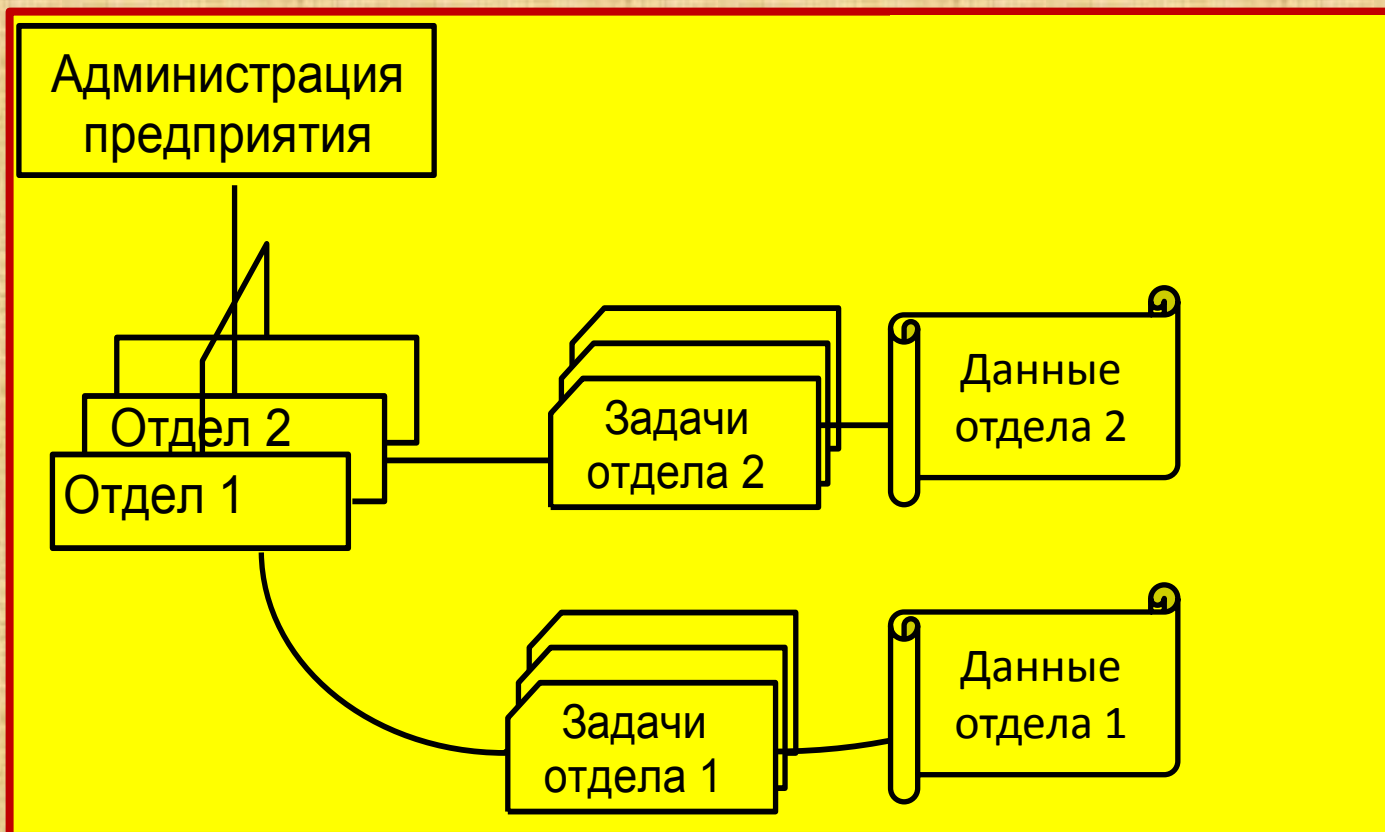 Администрация
предприятия
Отдел 2
Отдел 1
Задачи
отдела 2
Данные
отдела 2
Задачи
отдела 1
Данные
отдела 1